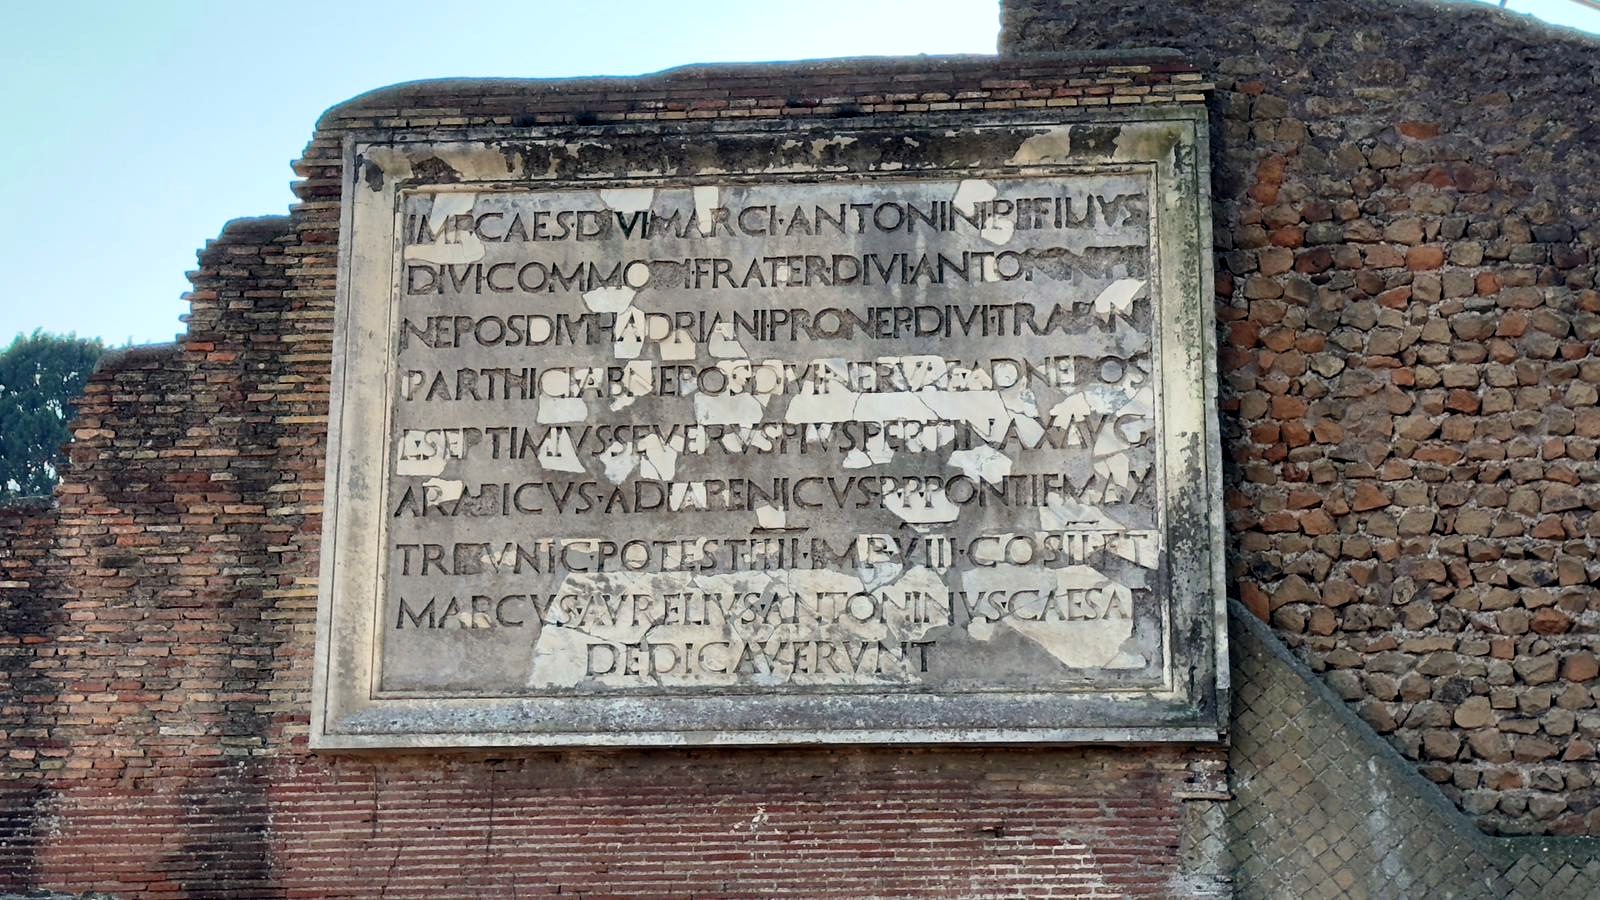 IMP·CAES·DIVI·MARCI·ANTONINI·PII·FILIVS
DIVI·COMMODI·FRATER·DIVI·ANTONINI·PII
NEPOS·DIVI·HADRIANI·PRONEP·DIVI·TRAIANI
PARTHICI·ABNEPOS·DIVI·NERVAE·ADNEPOS
L·SEPTIMIVS·SEVERVS·PIVS·PERTINAX·AVG
ARABICVS·ADIABENICVS·P·P·PONTIF·MAX
TRIBVNIC·POTEST·IIII·IMP·VIII·COS·II·ET
MARCVS·AVRELIVS·ANTONINVS·CAESAR
DEDICAVERVNT